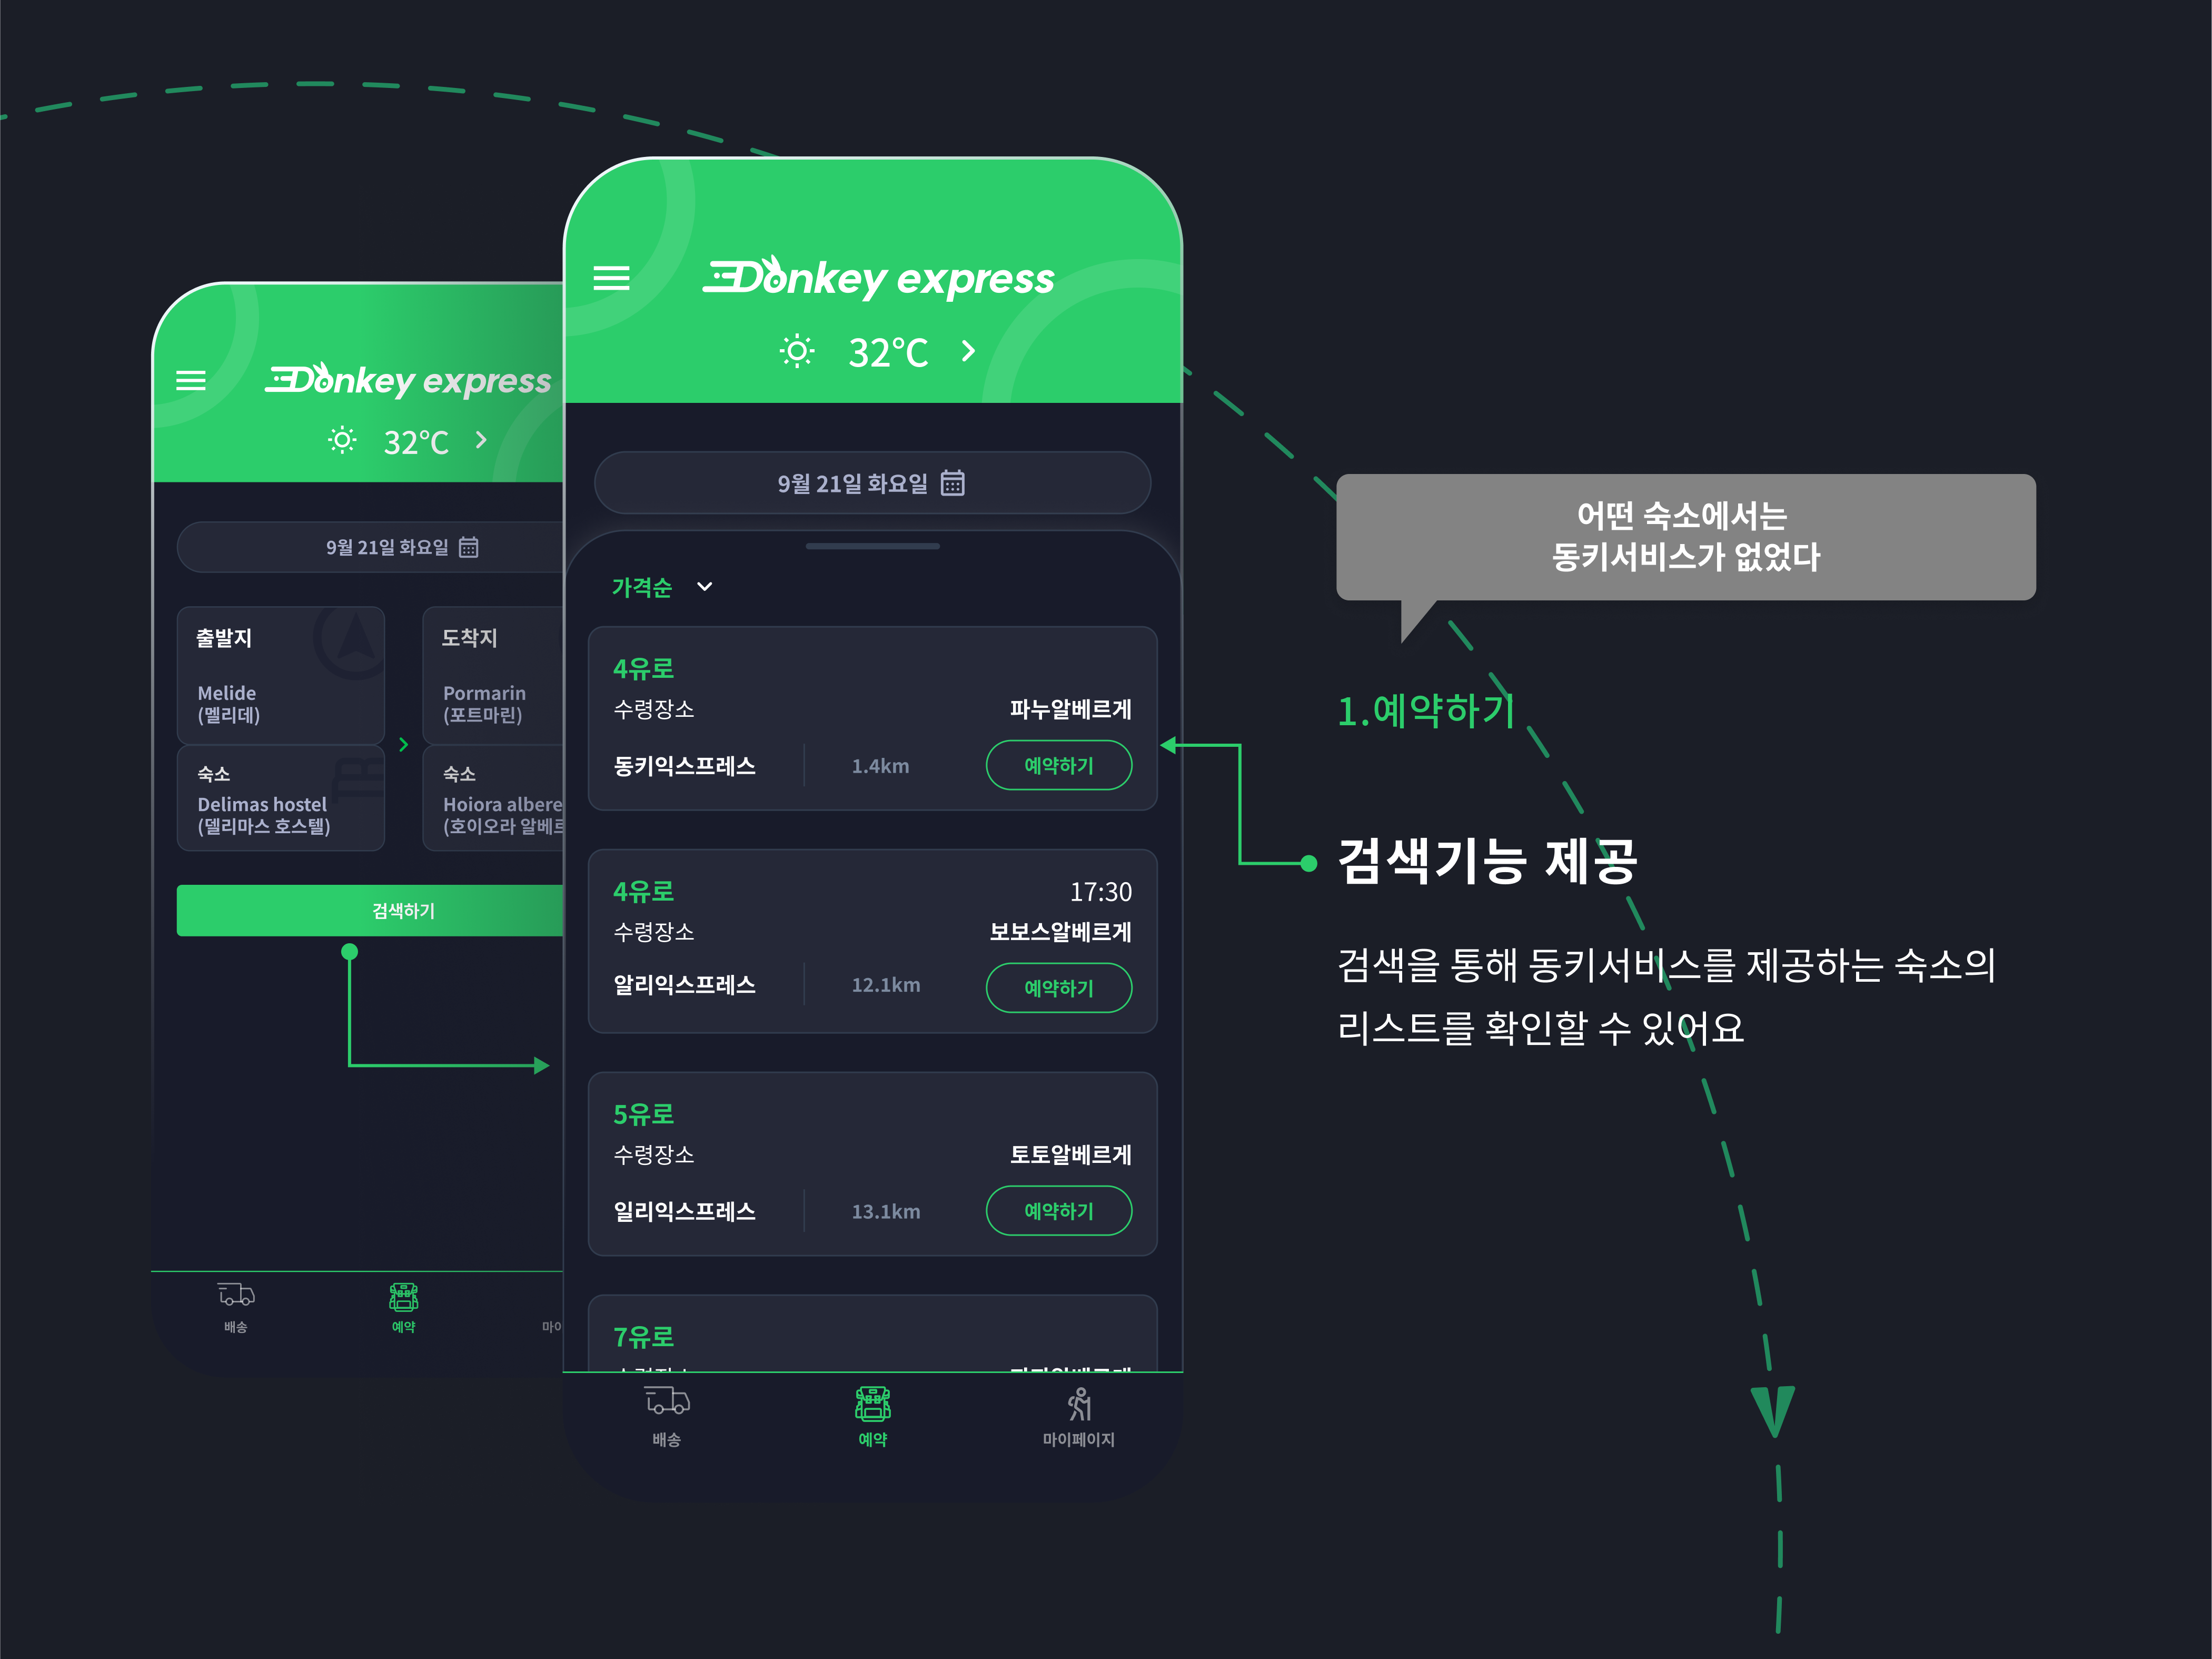 Donkey express
32°C
9월 21일 화요일
출발지
Melide
(멜리데)
숙소
Delimas hostel
(델리마스 호스텔)
도착지
Pormarin
(포트마린)
숙소
Hoiora albere
(호이오라 알베르
검색하기
배송
예약
마이
Donkey express
32°C
9월 21일 화요일
가격순
4유로
수령장소 파누알베르게
동키익스프레스 1.4km 예약하기
4유로 17:30
수령장소 보보스알베르게
알리익스프레스 12.1km 예약하기
5유로
수령장소 토토알베르게
일리익스프레스 13.1km 예약하기
7유로
배송
예약
마이페이지
어떤 숙소에서는
동키서비스가 없었다
1.예약하기
검색기능 제공
검색을 통해 동키서비스를 제공하는 숙소의
리스트를 확인할 수 있어요